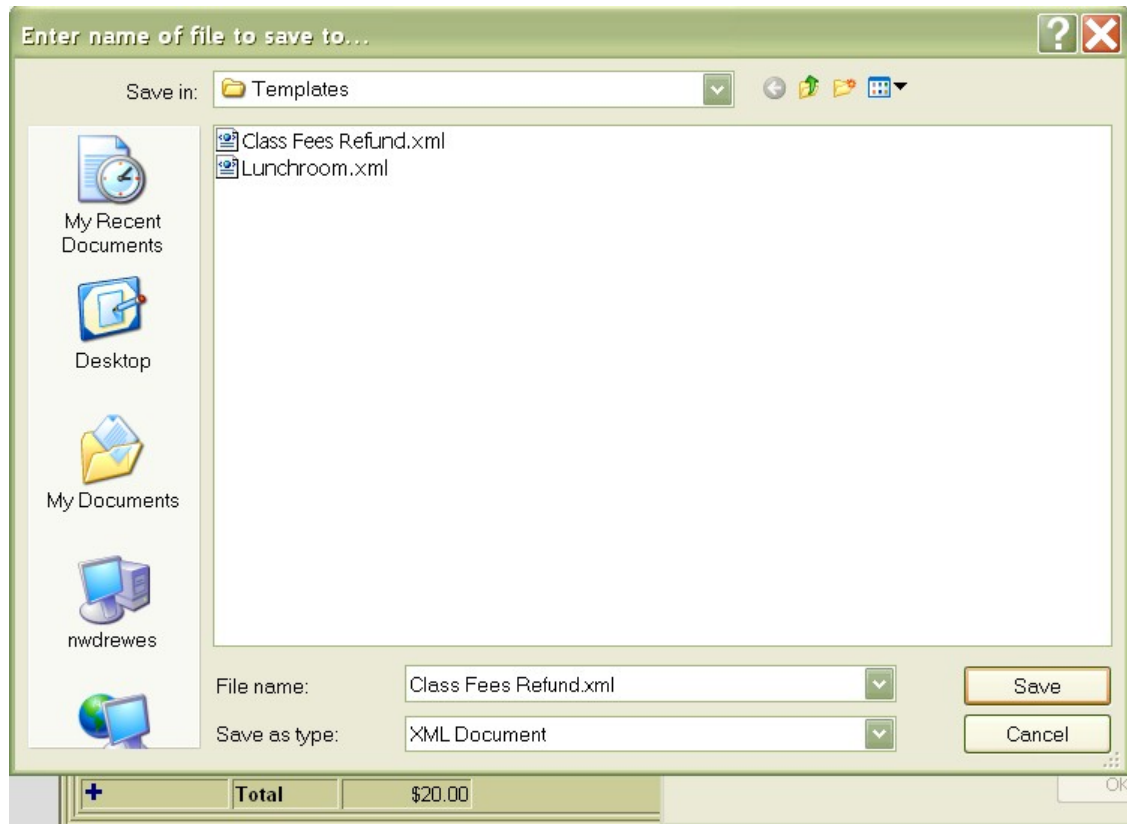 Enter name of file to save to...
Save in:
Templates
Class Fees Refund.xml
Lunchroom.xml
My Recent
Documents
Desktop
My Documents
nwdrewes
File name:
Class Fees Refund.xml
Save
Save as type:
XML Document
Cancel
Total
$20.00
OK